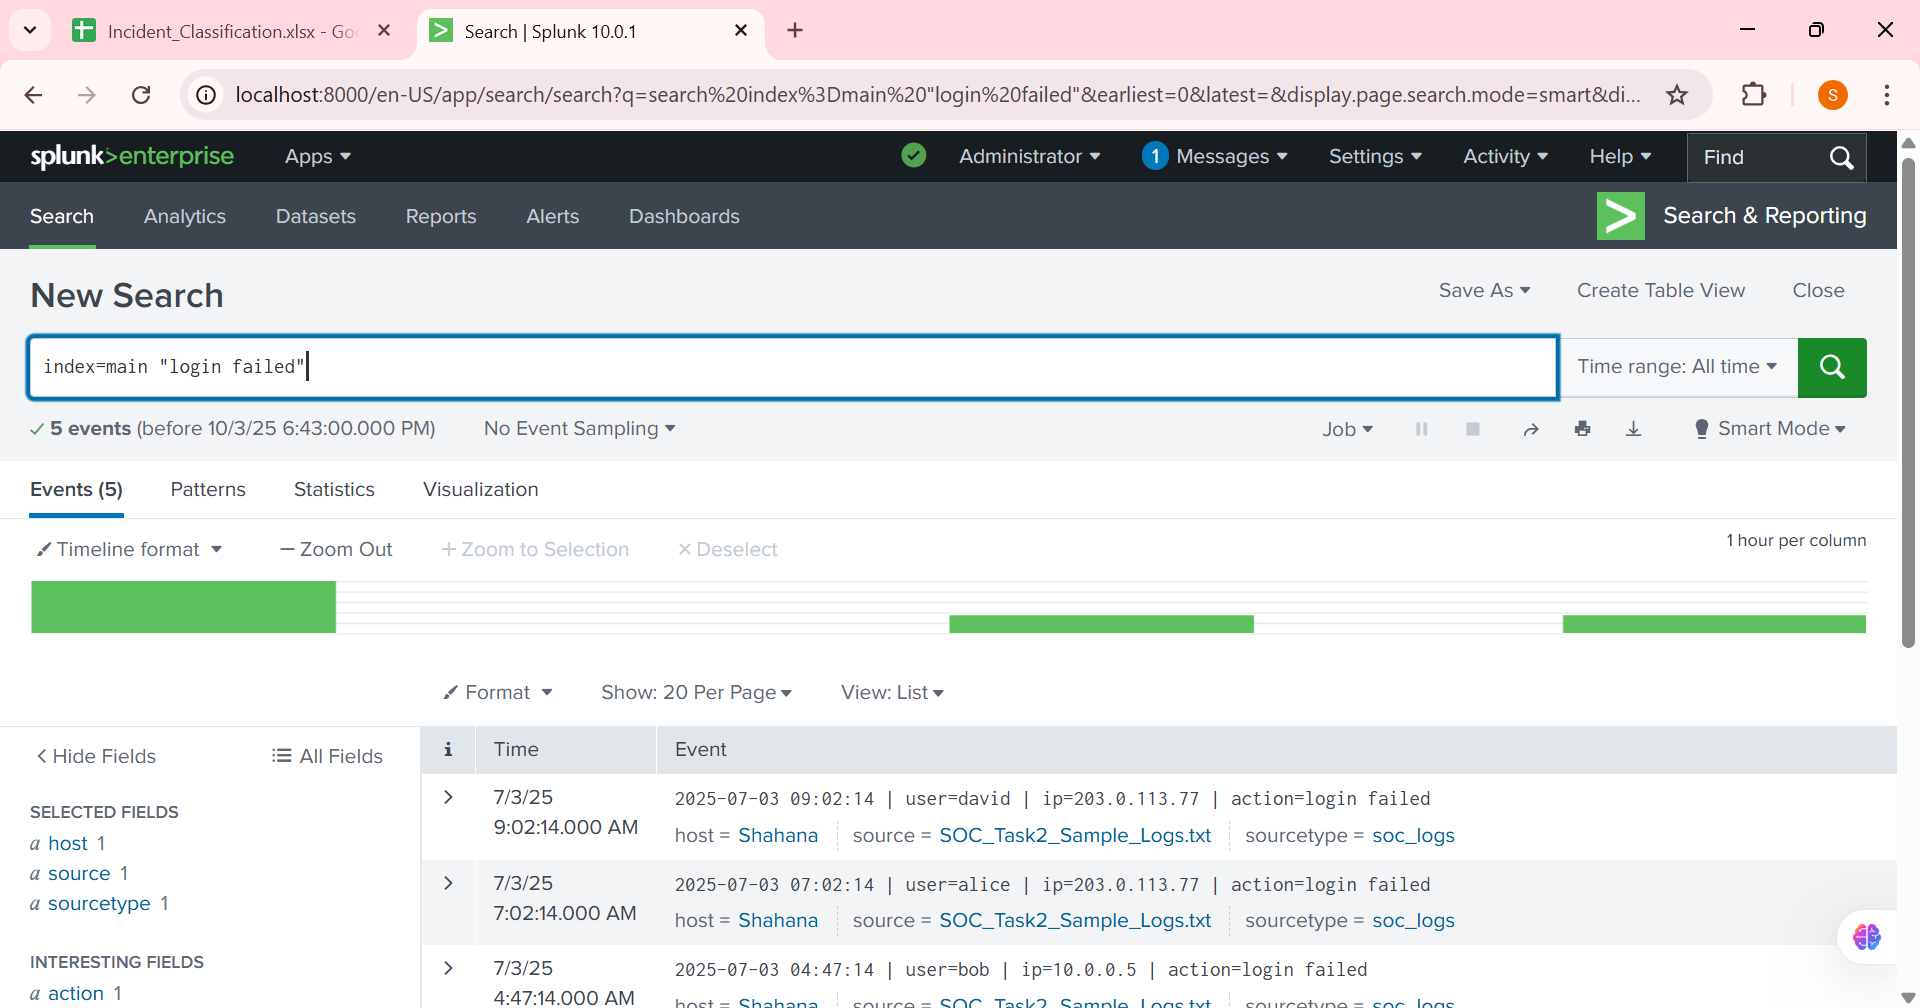 Incident_Classification.xlsx - Goo
Search | Splunk 10.0.1
localhost:8000/en-US/app/search/search?q=search%20index%3Dmain%20"login%20failed"&earliest=0&latest=&display.page.search.mode=smart&di...
S
splunk>enterprise
Apps
Administrator
1 Messages
Settings
Activity
Help
Find
Search
Analytics
Datasets
Reports
Alerts
Dashboards
Search & Reporting
New Search
Save As
Create Table View
Close
index=main "login failed"
Time range: All time
5 events (before 10/3/25 6:43:00.000 PM)
No Event Sampling
Job
Smart Mode
Events (5)
Patterns
Statistics
Visualization
Timeline format
— Zoom Out
+ Zoom to Selection
× Deselect
1 hour per column
Format
Show: 20 Per Page
View: List
< Hide Fields
All Fields
i
Time
Event
SELECTED FIELDS
a host 1
a source 1
a sourcetype 1
INTERESTING FIELDS
a action 1
7/3/25
9:02:14.000 AM
2025-07-03 09:02:14 | user=david | ip=203.0.113.77 | action=login failed
host = Shahana
source = SOC_Task2_Sample_Logs.txt
sourcetype = soc_logs
7/3/25
7:02:14.000 AM
2025-07-03 07:02:14 | user=alice | ip=203.0.113.77 | action=login failed
host = Shahana
source = SOC_Task2_Sample_Logs.txt
sourcetype = soc_logs
7/3/25
4:47:14.000 AM
2025-07-03 04:47:14 | user=bob | ip=10.0.0.5 | action=login failed
host = Shahana
source = SOC_Task2_Sample_Logs.txt
sourcetype = soc_logs